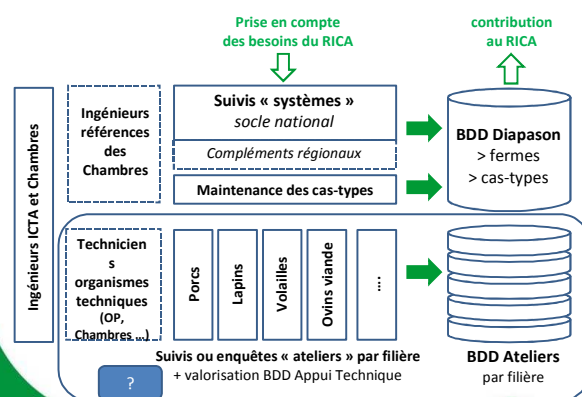 Prise en compte
des besoins du RICA
contribution
au RICA
Ingénieurs ICTA et Chambres
Ingénieurs
références
des
Chambres
Suivis « systèmes »
socle national
Compléments régionaux
Maintenance des cas-types
BDD Diapason
> fermes
> cas-types
Technicien
s
organismes
techniques
(OP,
Chambres ...)
Porcs
Lapins
Volailles
Ovins viande
....
Suivis ou enquêtes « ateliers » par filière
+ valorisation BDD Appui Technique
BDD Ateliers
par filière
?